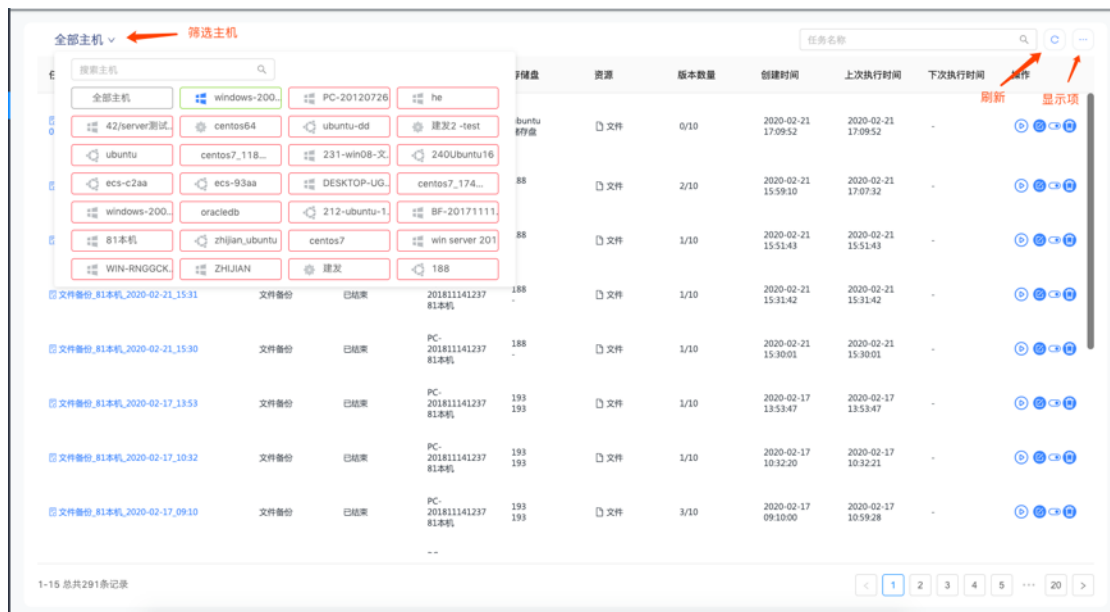 全部主机
筛选主机
任务名称
搜索主机
存储盘 资源 版本数量 创建时间 上次执行时间 下次执行时间 操作
刷新 显示项
全部主机 windows-200.. PC-20120726 he
42/server测试. centos64 ubuntu-dd 建发2 -test
ubuntu centos7_118... 231-win08-文. 240Ubuntu16
ecs-c2aa ecs-93aa DESKTOP-UG. centos7_174...
windows-200.. oracledb 212-ubuntu-1. BF-20171111.
81本机 zhijian_ubuntu centos7 win server 201
WIN-RNGGCK. ZHIJIAN 建发 188
ubuntu
储存盘 文件 0/10 2020-02-21
17:09:52 2020-02-21
17:09:52 -
.88 文件 2/10 2020-02-21
15:59:10 2020-02-21
17:07:32 -
.88 文件 1/10 2020-02-21
15:51:43 2020-02-21
15:51:43 -
文件备份_81本机_2020-02-21_15:31 文件备份 已结束 201811141237
81本机 188
- 文件 1/10 2020-02-21
15:31:42 2020-02-21
15:31:42 -
文件备份_81本机_2020-02-21_15:30 文件备份 已结束 PC-
201811141237
81本机 188
- 文件 1/10 2020-02-21
15:30:01 2020-02-21
15:30:01 -
文件备份_81本机_2020-02-17_13:53 文件备份 已结束 PC-
201811141237
81本机 193
193 文件 1/10 2020-02-17
13:53:47 2020-02-17
13:53:47 -
文件备份_81本机_2020-02-17_10:32 文件备份 已结束 PC-
201811141237
81本机 193
193 文件 1/10 2020-02-17
10:32:20 2020-02-17
10:32:21 -
文件备份_81本机_2020-02-17_09:10 文件备份 已结束 PC-
201811141237
81本机 193
193 文件 3/10 2020-02-17
09:10:00 2020-02-17
10:59:28 -
1-15 总共291条记录
1 2 3 4 5 ··· 20